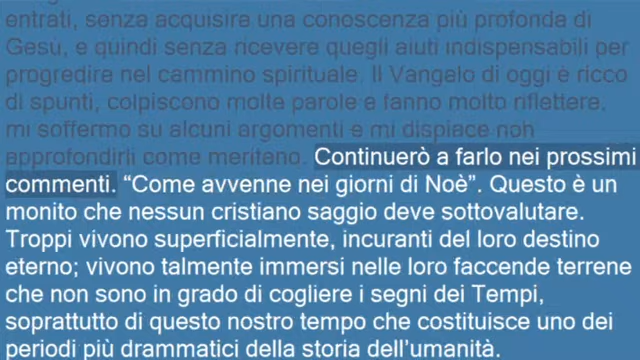 entrati, senza acquisire una conoscenza più profonda di
Gesù, e quindi senza ricevere quegli aiuti indispensabili per
progredire nel cammino spirituale. Il Vangelo di oggi è ricco
di spunti, colpiscono molte parole e fanno molto riflettere,
mi soffermo su alcuni argomenti e mi dispiace non
approfondirli come meritano. Continuerò a farlo nei prossimi
commenti. “Come avvenne nei giorni di Noè”. Questo è un
monito che nessun cristiano saggio deve sottovalutare.
Troppi vivono superficialmente, incuranti del loro destino
eterno; vivono talmente immersi nelle loro faccende terrene
che non sono in grado di cogliere i segni dei Tempi,
soprattutto di questo nostro tempo che costituisce uno dei
periodi più drammatici della storia dell’umanità.